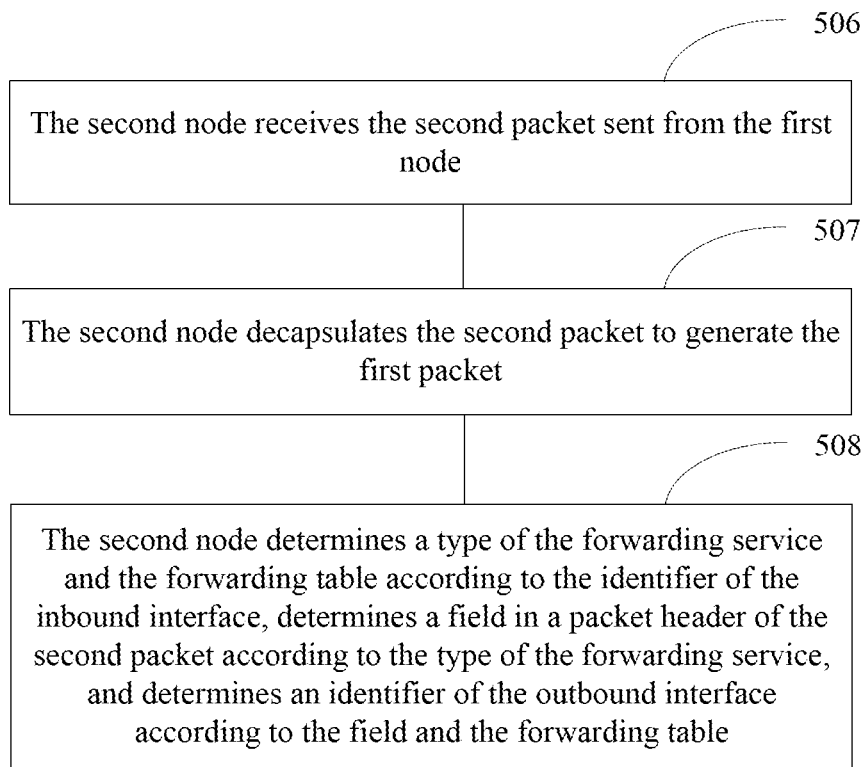 506
The second node receives the second packet sent from the first
node
507
The second node decapsulates the second packet to generate the
first packet
508
The second node determines a type of the forwarding service
and the forwarding table according to the identifier of the
inbound interface, determines a field in a packet header of the
second packet according to the type of the forwarding service,
and determines an identifier of the outbound interface
according to the field and the forwarding table